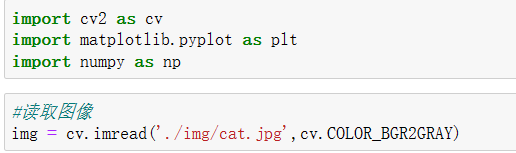 import cv2 as cv
import matplotlib.pyplot as plt
import numpy as np
#读取图像
img = cv.imread('./img/cat.jpg',cv.COLOR_BGR2GRAY)